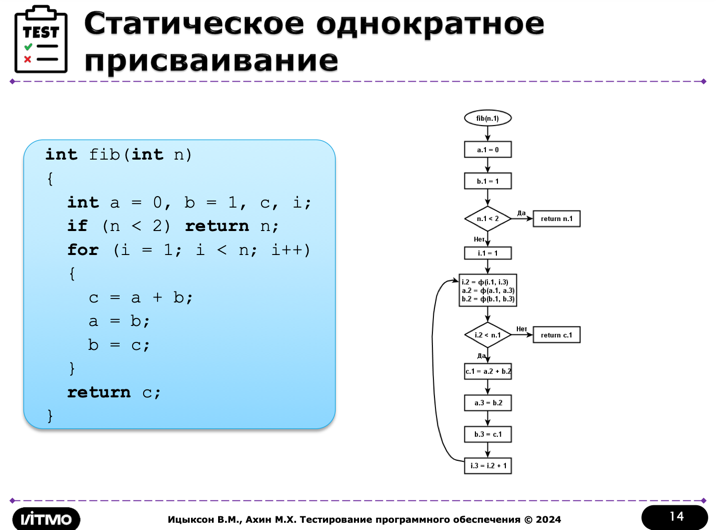 TEST
Статическое однократное
присваивание
int fib(int n)
{
int a = 0, b = 1, c, i;
if (n < 2) return n;
for (i = 1; i < n; i++)
{
c = a + b;
a = b;
b = c;
}
return c;
}
fib(n.1)
a.1 = 0
b.1 = 1
n.1 < 2
Да
return n.1
Нет
i.1 = 1
i.2 = ф(i.1, i.3)
a.2 = ф(a.1, a.3)
b.2 = ф(b.1, b.3)
i.2 < n.1
Нет
return c.1
Да
c.1 = a.2 + b.2
a.3 = b.2
b.3 = c.1
i.3 = i.2 + 1
ИТМО
Ицыксон В.М., Ахин М.Х. Тестирование программного обеспечения © 2024
14